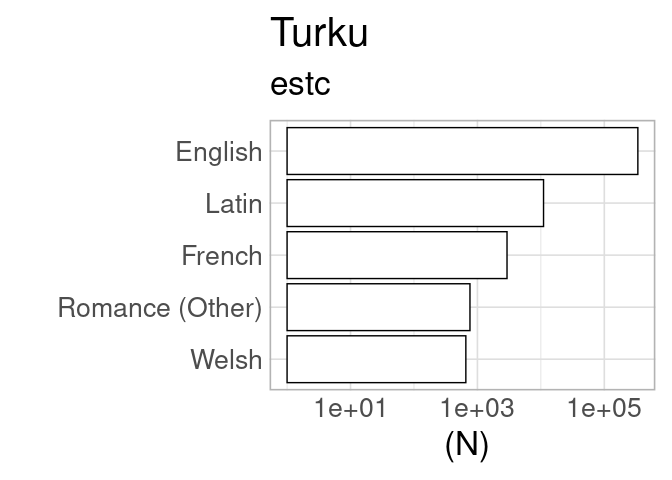 Turku
estc
English
Latin
French
Romance (Other)
Welsh
1e+01 1e+03 1e+05
(N)